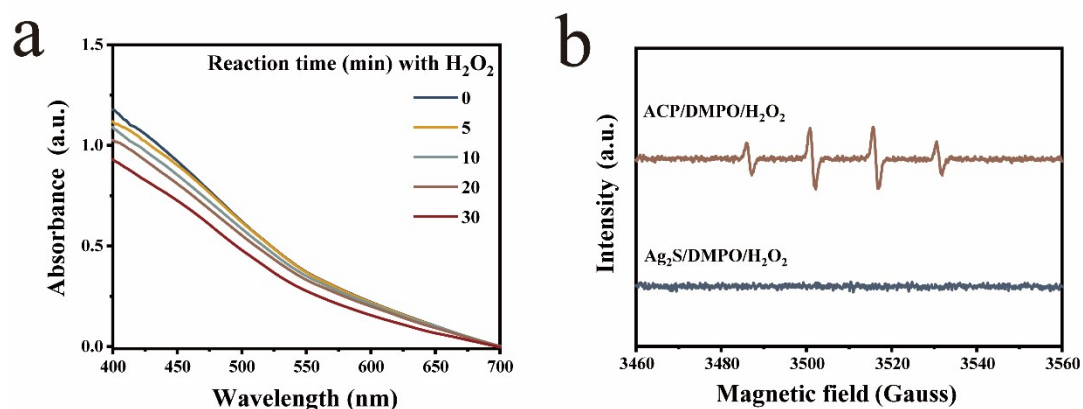 a
Reaction time (min) with H₂O₂
0
5
10
20
30
Absorbance (a.u.)
1.5
1.0
0.5
0.0
400 450 500 550 600 650 700
Wavelength (nm)
b
ACP/DMPO/H₂O₂
Ag₂S/DMPO/H₂O₂
Intensity (a.u.)
3460 3480 3500 3520 3540 3560
Magnetic field (Gauss)